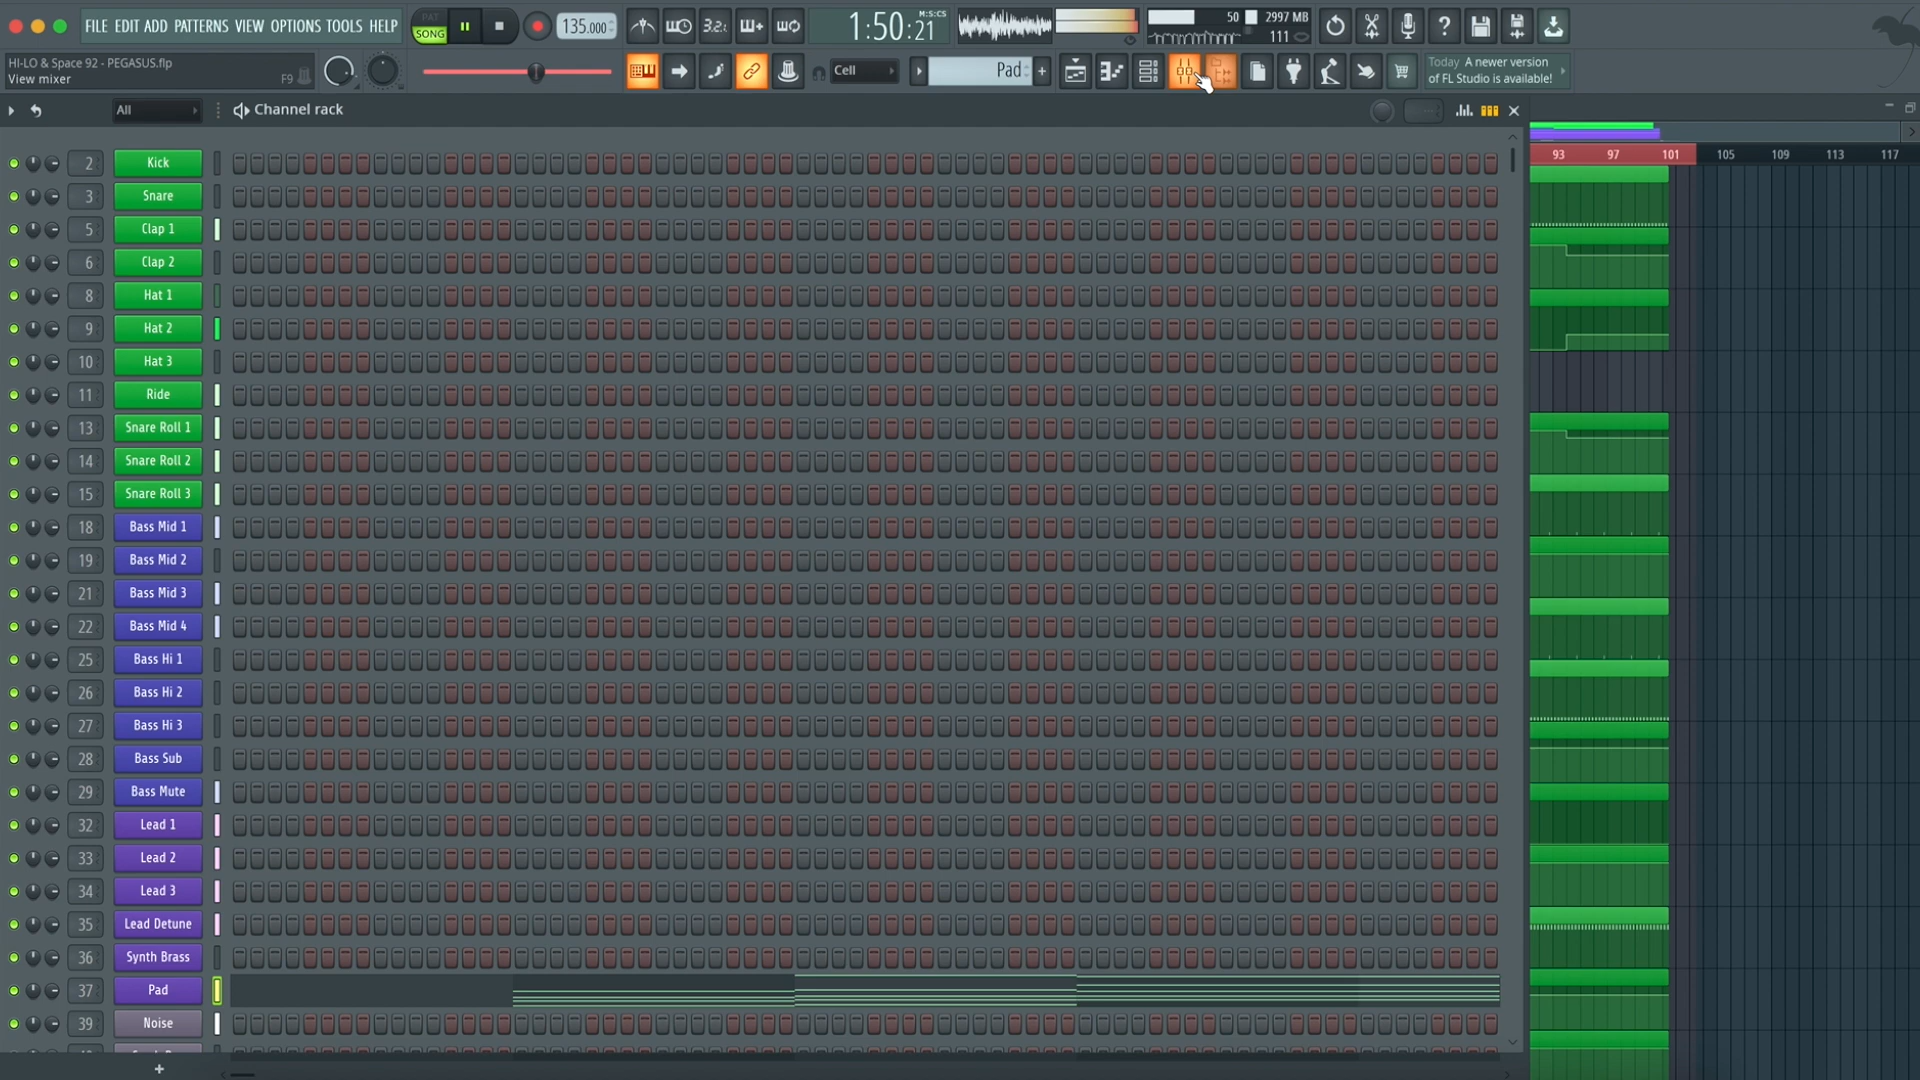 FILE EDIT ADD PATTERNS VIEW OPTIONS TOOLS HELP
PAT
SONG
135.000
3.2.
1:50:21
M:S:CS
50
2997 MB
111
HI-LO & Space 92 - PEGASUS.flp
View mixer
F9
Cell
Pad
Today A newer version
of FL Studio is available!
All
Channel rack
93 97 101 105 109 113 117
2 Kick
3 Snare
5 Clap 1
6 Clap 2
8 Hat 1
9 Hat 2
10 Hat 3
11 Ride
13 Snare Roll 1
14 Snare Roll 2
15 Snare Roll 3
18 Bass Mid 1
19 Bass Mid 2
21 Bass Mid 3
22 Bass Mid 4
25 Bass Hi 1
26 Bass Hi 2
27 Bass Hi 3
28 Bass Sub
29 Bass Mute
32 Lead 1
33 Lead 2
34 Lead 3
35 Lead Detune
36 Synth Brass
37 Pad
39 Noise